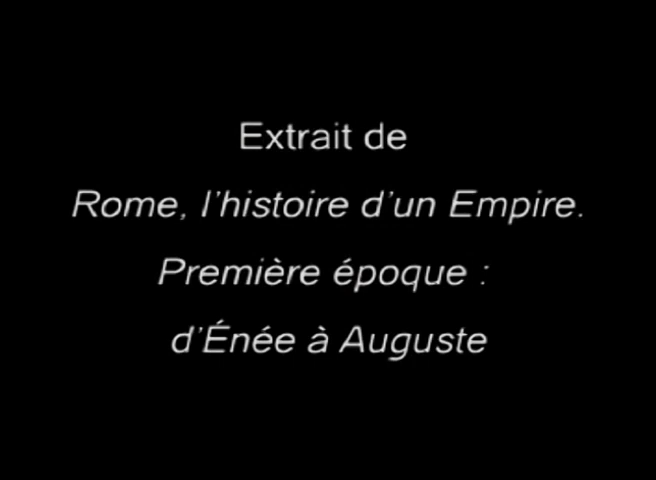 Extrait de
Rome, l'histoire d'un Empire.
Première époque :
d'Énée à Auguste